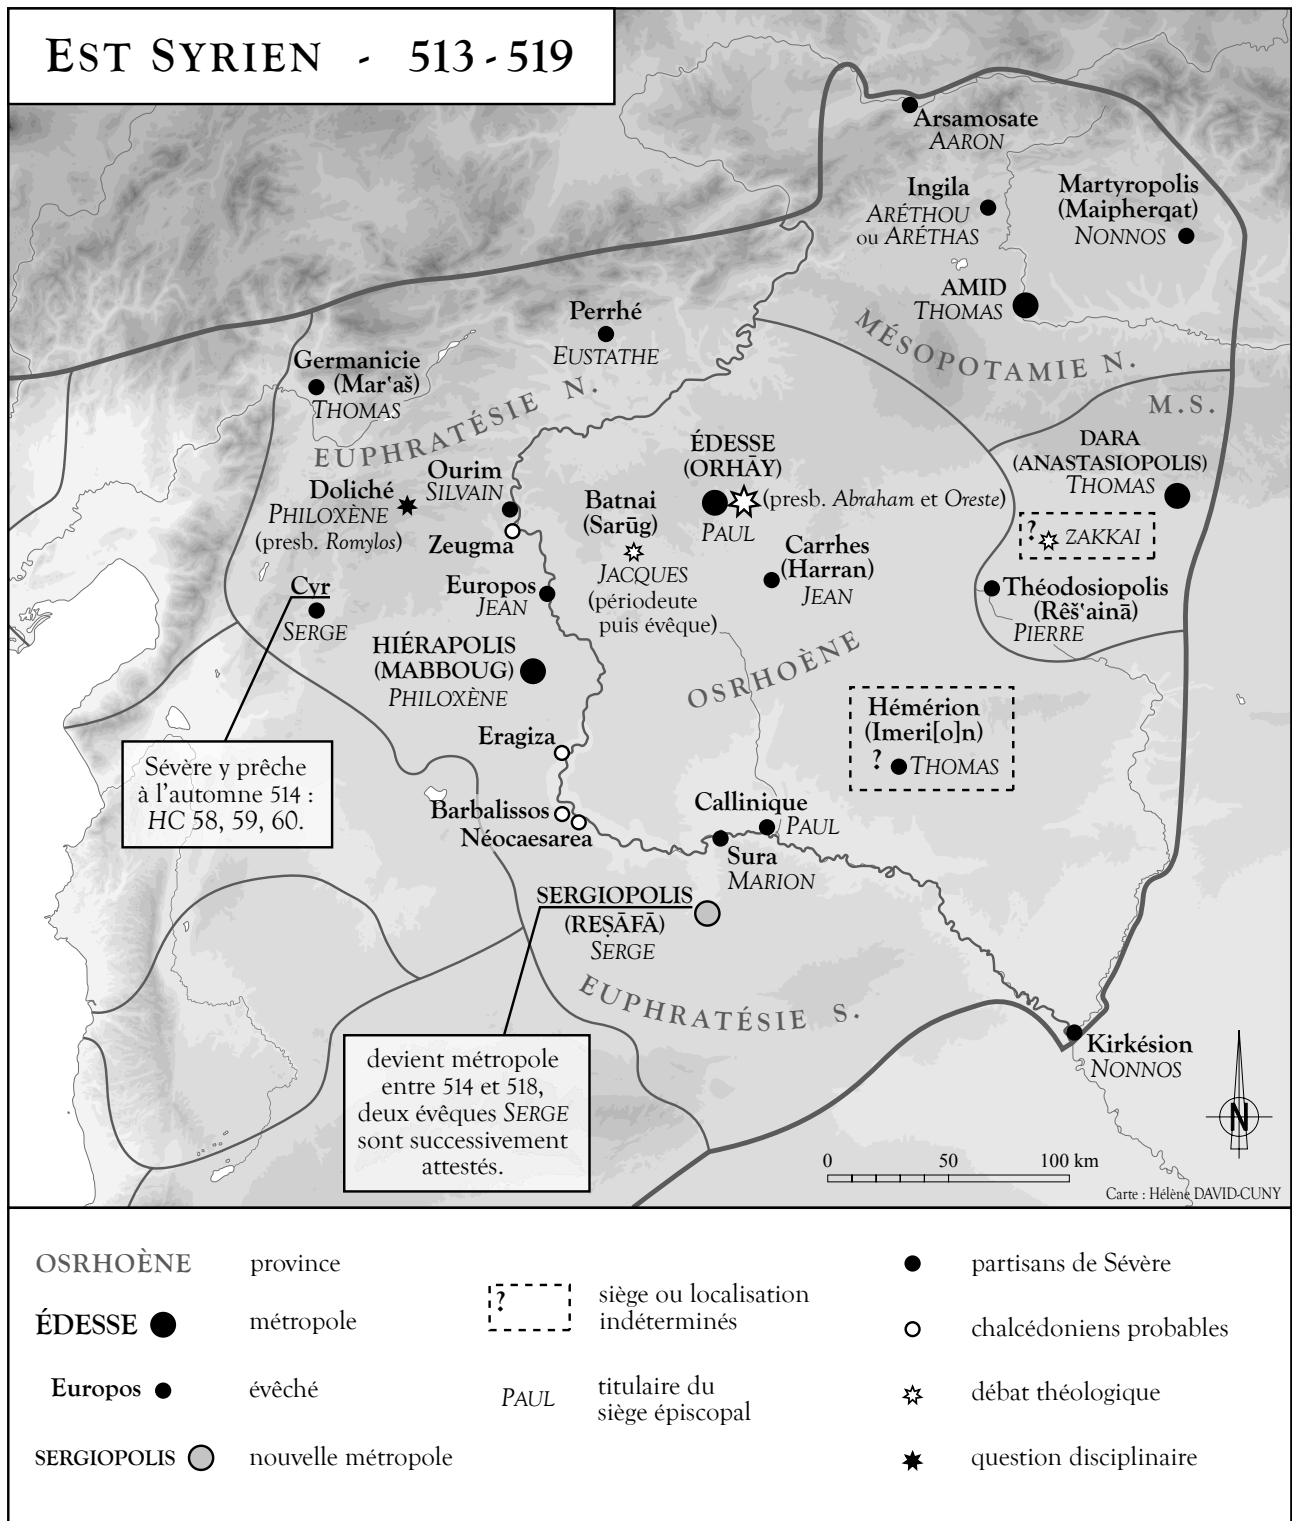 EST SYRIEN - 513-519
Arsamosate
AARON
Ingila
ARÉTHOU
ou ARÉTHAS
Martyropolis
(Maipherqat)
NONNOS
AMID
THOMAS
MÉSOPOTAMIE N.
M.S.
Perrhé
EUSTATHE
Germanicie
(Marʿaš)
THOMAS
EUPHRATÉSIE N.
Ourim
SILVAIN
Doliché
PHILOXÈNE
(presb. Romylos)
Zeugma
ÉDESSE
(ORHĀY)
(presb. Abraham et Oreste)
PAUL
Batnai
(Sarūg)
JACQUES
(périodeute
puis évêque)
Carrhes
(Harran)
JEAN
DARA
(ANASTASIOPOLIS)
THOMAS
? ZAKKAI
Théodosiopolis
(Rêšʿainā)
PIERRE
Europos
JEAN
Cyr
SERGE
HIÉRAPOLIS
(MABBOUG)
PHILOXÈNE
OSRHOÈNE
Hémérion
(Imeri[o]n)
? THOMAS
Eragiza
Sévère y prêche
à l'automne 514 :
HC 58, 59, 60.
Barbalissos
Néocaesarea
Callinique
PAUL
Sura
MARION
SERGIOPOLIS
(REṢĀFĀ)
SERGE
EUPHRATÉSIE S.
devient métropole
entre 514 et 518,
deux évêques SERGE
sont successivement
attestés.
Kirkésion
NONNOS
N
0 50 100 km
Carte : Hélène DAVID-CUNY
OSRHOÈNE province
ÉDESSE métropole
Europos évêché
SERGIOPOLIS nouvelle métropole
? siège ou localisation
indéterminés
PAUL titulaire du
siège épiscopal
partisans de Sévère
chalcédoniens probables
débat théologique
question disciplinaire